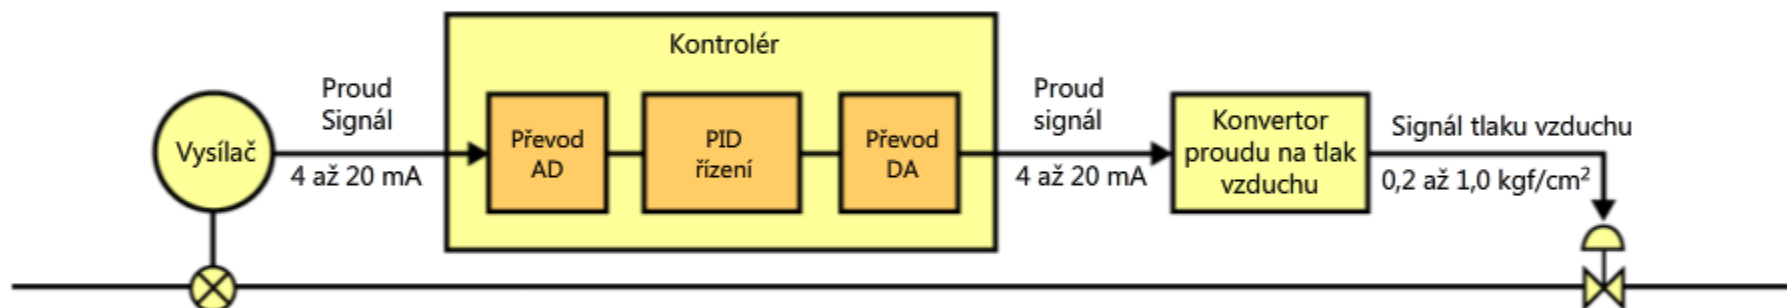 Kontrolér
Vysílač
Proud
Signál
4 až 20 mA
Převod
AD
PID
řízení
Převod
DA
Proud
signál
4 až 20 mA
Konvertor
proudu na tlak
vzduchu
Signál tlaku vzduchu
0,2 až 1,0 kgf/cm²